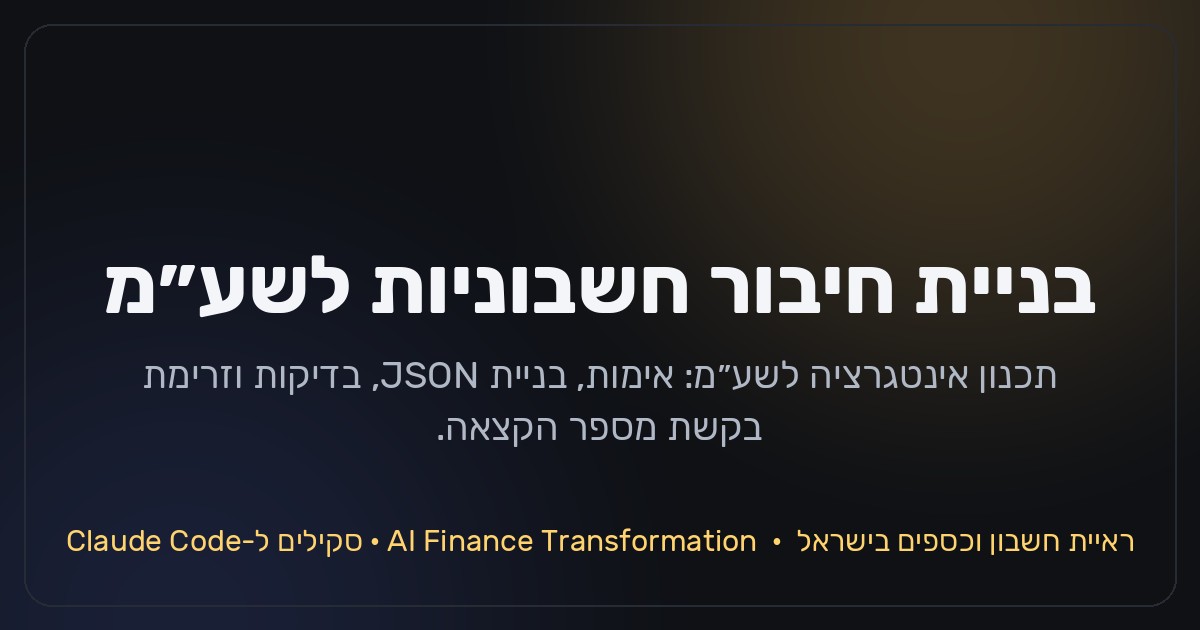 בניית חיבור חשבוניות לשע״מ
תכנון אינטגרציה לשע״מ: אימות, בניית JSON, בדיקות וזרימת
בקשת מספר הקצאה.
ראיית חשבון וכספים בישראל • AI Finance Transformation • סקילים ל-Claude Code